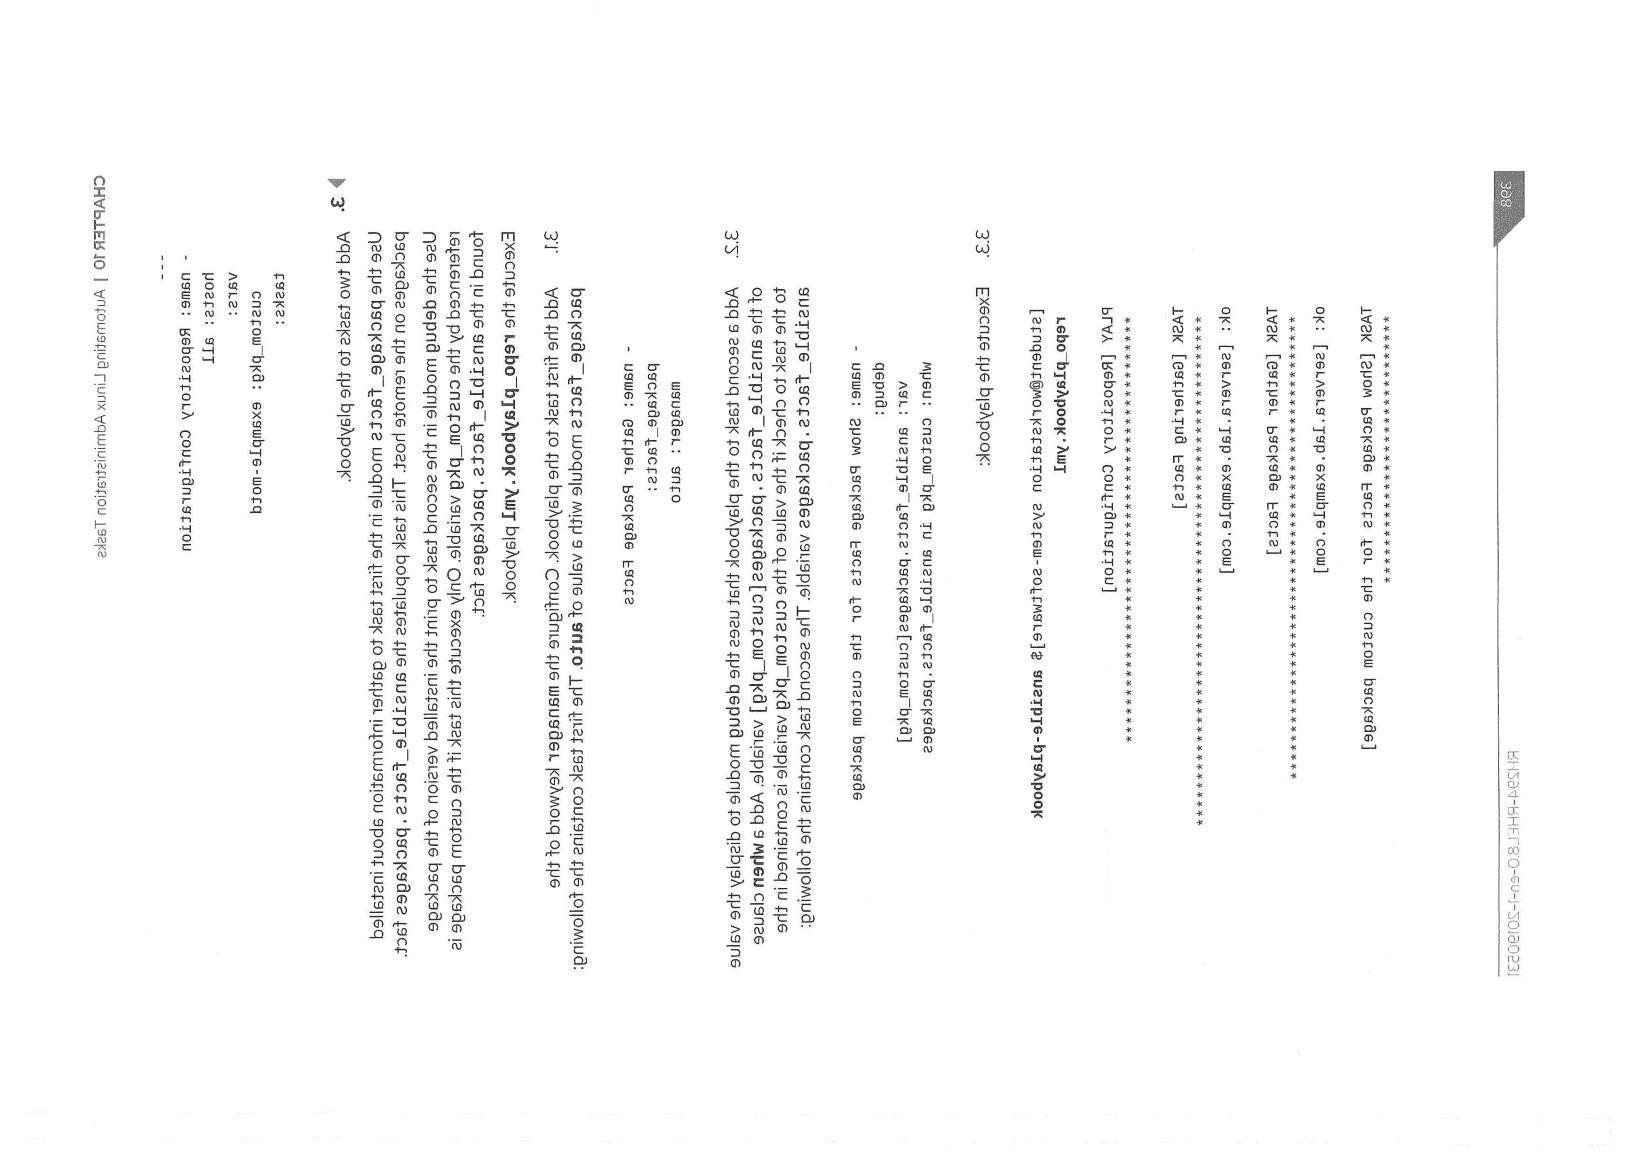 CHAPTER 10 | Automating Linux Administration Tasks
---
- name: Repository Configuration
hosts: all
vars:
custom_pkg: example-motd
tasks:
3. Add two tasks to the playbook.
Use the package_facts module in the first task to gather information about installed
packages on the remote host. This task populates the ansible_facts.packages fact.
Use the debug module in the second task to print the installed version of the package
referenced by the custom_pkg variable. Only execute this task if the custom package is
found in the ansible_facts.packages fact.
Execute the repo_playbook.yml playbook.
3.1. Add the first task to the playbook. Configure the manager keyword of the
package_facts module with a value of auto. The first task contains the following:
- name: Gather Package Facts
package_facts:
manager: auto
3.2. Add a second task to the playbook that uses the debug module to display the value
of the ansible_facts.packages[custom_pkg] variable. Add a when clause
to the task to check if the value of the custom_pkg variable is contained in the
ansible_facts.packages variable. The second task contains the following:
- name: Show Package Facts for the custom package
debug:
var: ansible_facts.packages[custom_pkg]
when: custom_pkg in ansible_facts.packages
3.3. Execute the playbook:
[student@workstation system-software]$ ansible-playbook
repo_playbook.yml
PLAY [Repository Configuration]
*************************************************
TASK [Gathering Facts]
**********************************************************
ok: [servera.lab.example.com]
TASK [Gather Package Facts]
*****************************************************
ok: [servera.lab.example.com]
TASK [Show Package Facts for the custom package]
*******************************
398
RH294-RHEL8.0-en-1-20190531